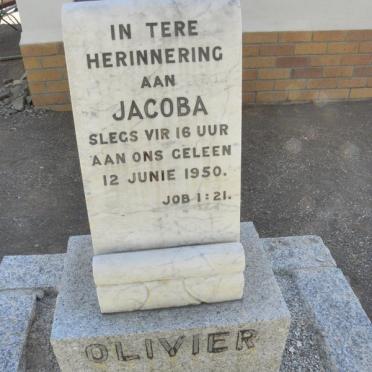 IN TERE
HERINNERING
AAN
JACOBA
SLEGS VIR 16 UUR
AAN ONS GELEEN
12 JUNIE 1950.
JOB 1:21.
OLIVIER